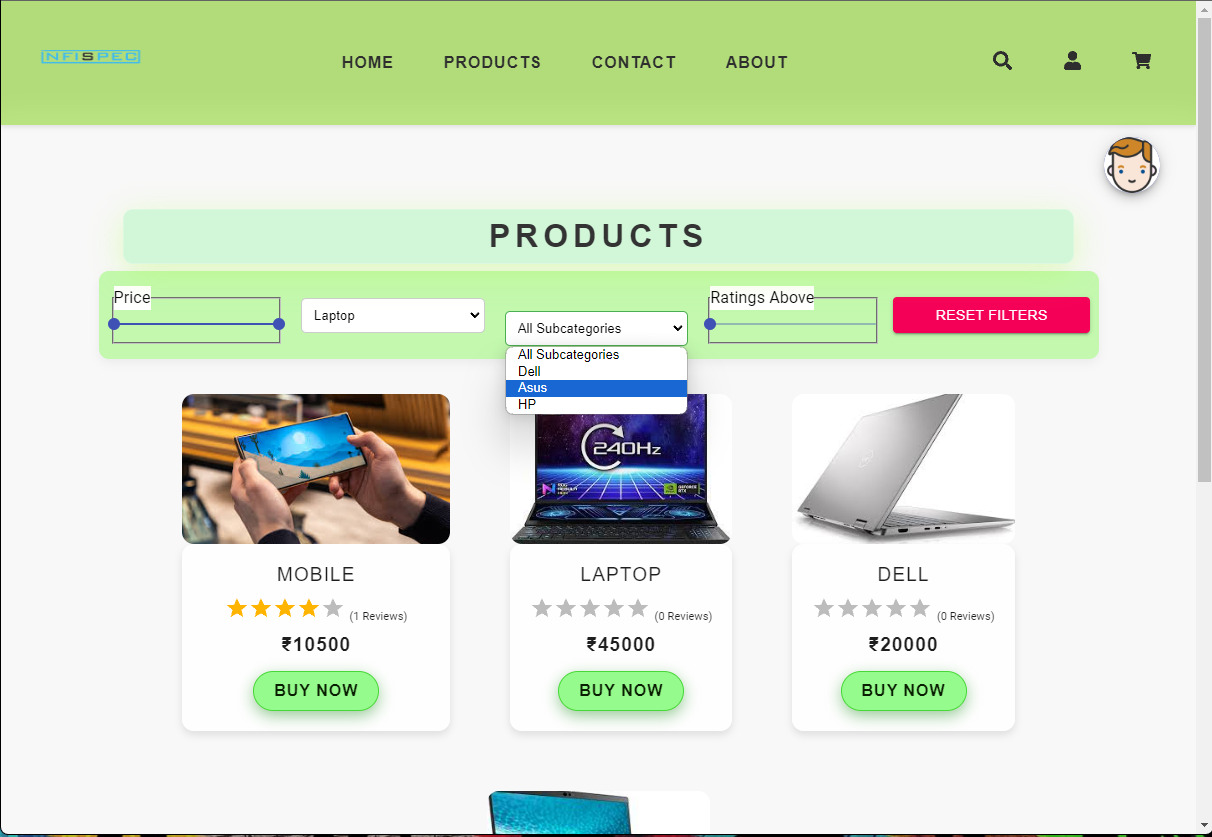 NFISPEC
HOME PRODUCTS CONTACT ABOUT
PRODUCTS
Price
Laptop
All Subcategories
Ratings Above
RESET FILTERS
All Subcategories
Dell
Asus
HP
240Hz
GEFORCE RTX
MOBILE
(1 Reviews)
₹10500
BUY NOW
LAPTOP
(0 Reviews)
₹45000
BUY NOW
DELL
(0 Reviews)
₹20000
BUY NOW